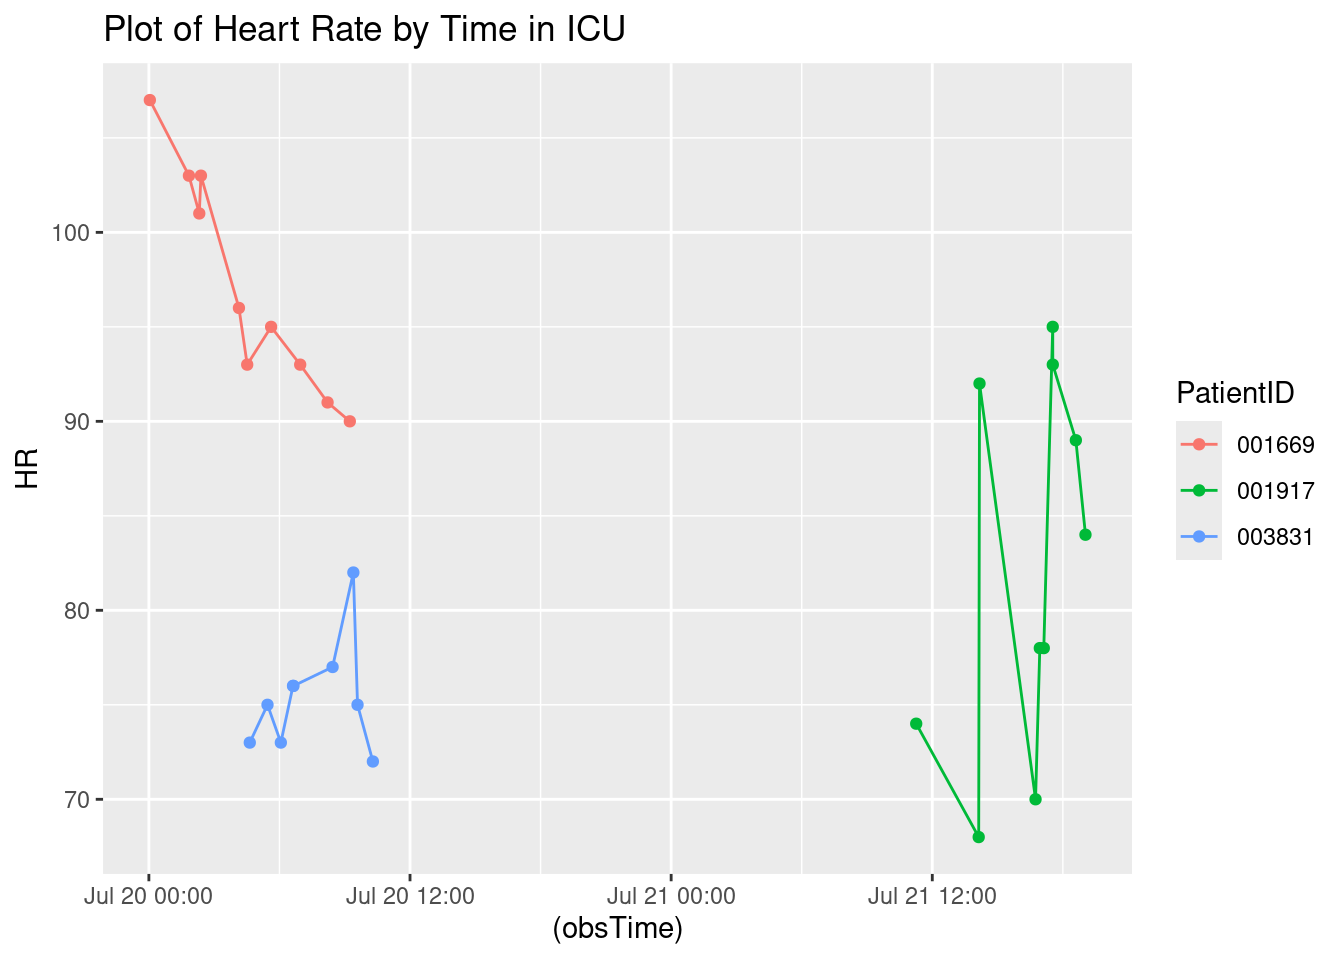 Plot of Heart Rate by Time in ICU
HR
100
90
80
70
Jul 20 00:00
Jul 20 12:00
Jul 21 00:00
Jul 21 12:00
(obsTime)
PatientID
001669
001917
003831